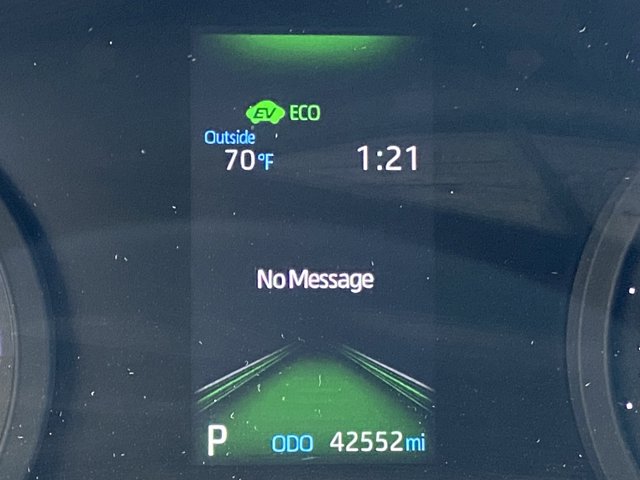 EV ECO
Outside
70°F 1:21
No Message
P ODO 42552mi